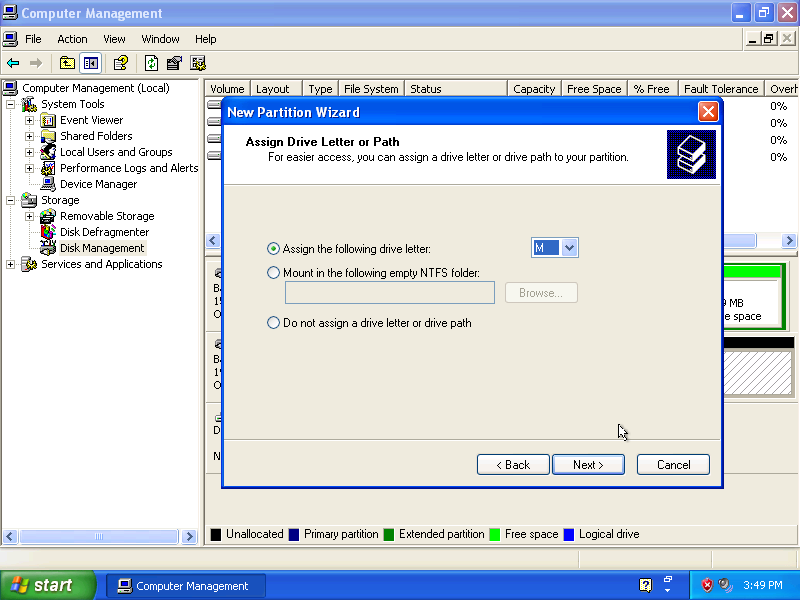 Computer Management
File Action View Window Help
Computer Management (Local)
System Tools
Event Viewer
Shared Folders
Local Users and Groups
Performance Logs and Alerts
Device Manager
Storage
Removable Storage
Disk Defragmenter
Disk Management
Services and Applications
Volume Layout Type File System Status Capacity Free Space % Free Fault Tolerance Overh
0%
0%
0%
0%
New Partition Wizard
Assign Drive Letter or Path
For easier access, you can assign a drive letter or drive path to your partition.
Assign the following drive letter: M
Mount in the following empty NTFS folder:
Browse...
Do not assign a drive letter or drive path
< Back Next > Cancel
9 MB
e space
Unallocated Primary partition Extended partition Free space Logical drive
start Computer Management 3:49 PM